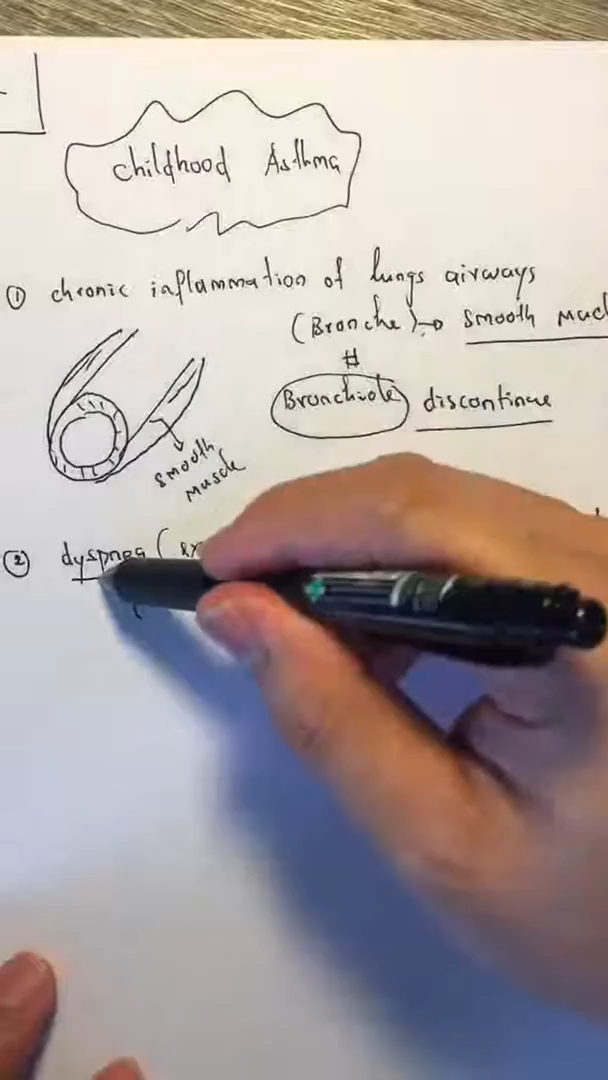 childhood Asthma
① chronic inflammation of lungs airways
(Bronche) → smooth
#
Bronchiole discontinue
smooth
muscle
② dyspnea (